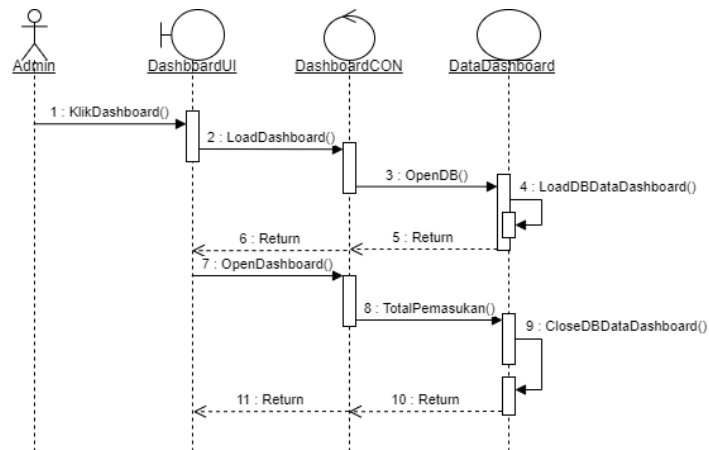 Admin
DashboardUI
DashboardCON
DataDashboard
1 : KlikDashboard()
2 : LoadDashboard()
3 : OpenDB()
4 : LoadDBDataDashboard()
5 : Return
6 : Return
7 : OpenDashboard()
8 : TotalPemasukan()
9 : CloseDBDataDashboard()
10 : Return
11 : Return